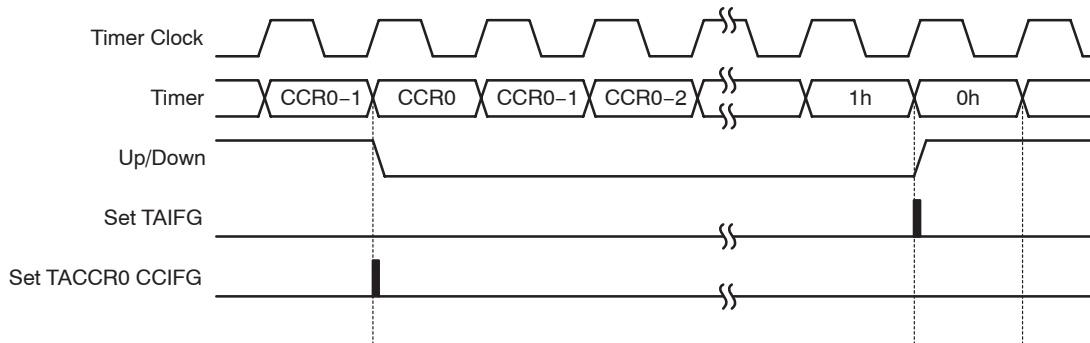 Timer Clock
Timer CCR0−1 CCR0 CCR0−1 CCR0−2 1h 0h
Up/Down
Set TAIFG
Set TACCR0 CCIFG